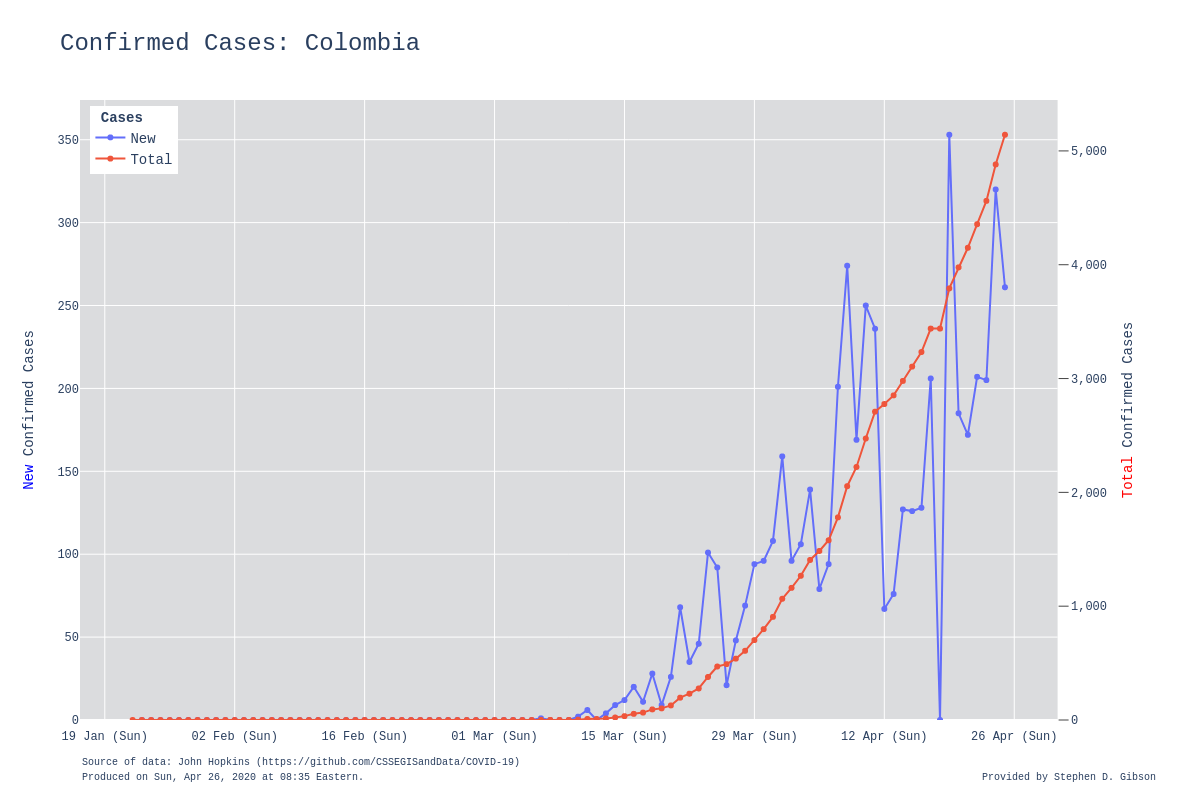 Confirmed Cases: Colombia
Cases
New
Total
350
300
250
200
150
100
50
0
5,000
4,000
3,000
2,000
1,000
0
New Confirmed Cases
Total Confirmed Cases
19 Jan (Sun) 02 Feb (Sun) 16 Feb (Sun) 01 Mar (Sun) 15 Mar (Sun) 29 Mar (Sun) 12 Apr (Sun) 26 Apr (Sun)
Source of data: John Hopkins (https://github.com/CSSEGISandData/COVID-19)
Produced on Sun, Apr 26, 2020 at 08:35 Eastern.
Provided by Stephen D. Gibson